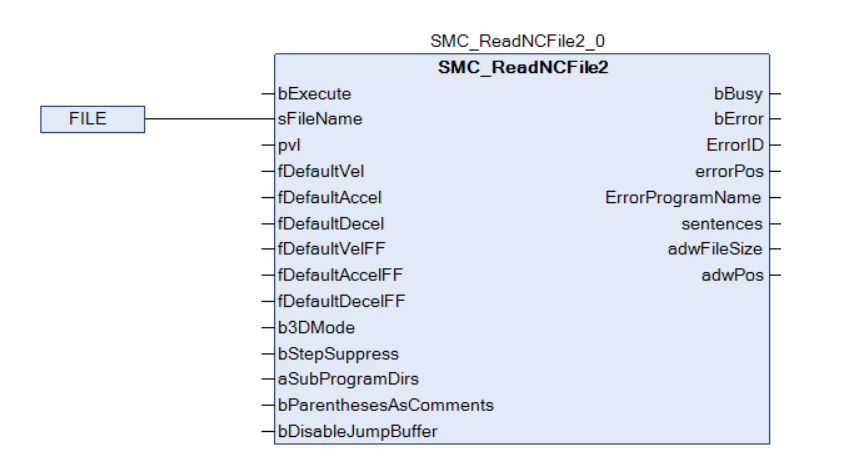 SMC_ReadNCFile2_0
SMC_ReadNCFile2
bExecute bBusy
FILE sFileName bError
pvl ErrorID
fDefaultVel errorPos
fDefaultAccel ErrorProgramName
fDefaultDecel sentences
fDefaultVelFF adwFileSize
fDefaultAccelFF adwPos
fDefaultDecelFF
b3DMode
bStepSuppress
aSubProgramDirs
bParenthesesAsComments
bDisableJumpBuffer